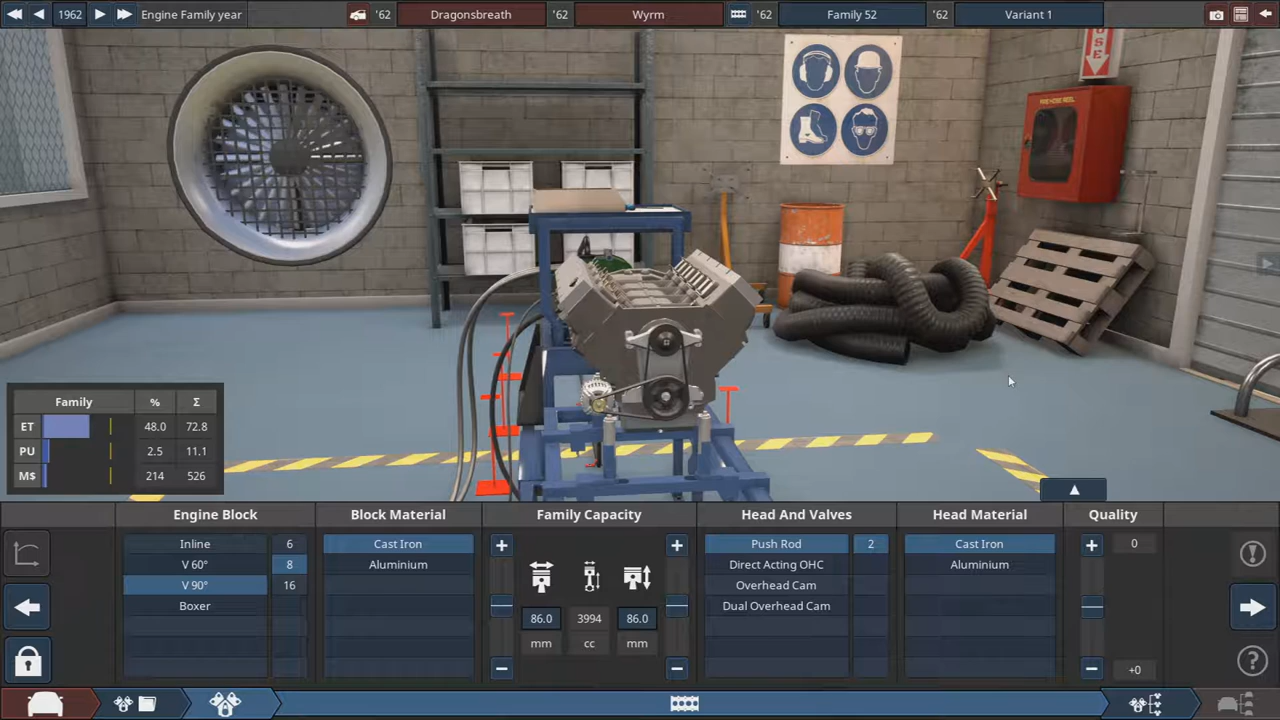 1962 Engine Family year '62 Dragonsbreath '62 Wyrm '62 Family 52 '62 Variant 1
FIRE HOSE REEL
Family % Σ
ET 48.0 72.8
PU 2.5 11.1
M$ 214 526
Engine Block Block Material Family Capacity Head And Valves Head Material Quality
Inline 6 Cast Iron + + Push Rod 2 Cast Iron + 0
V 60° 8 Aluminium Direct Acting OHC Aluminium
V 90° 16 Overhead Cam
Boxer Dual Overhead Cam
86.0 3994 86.0
mm cc mm
- - - +0